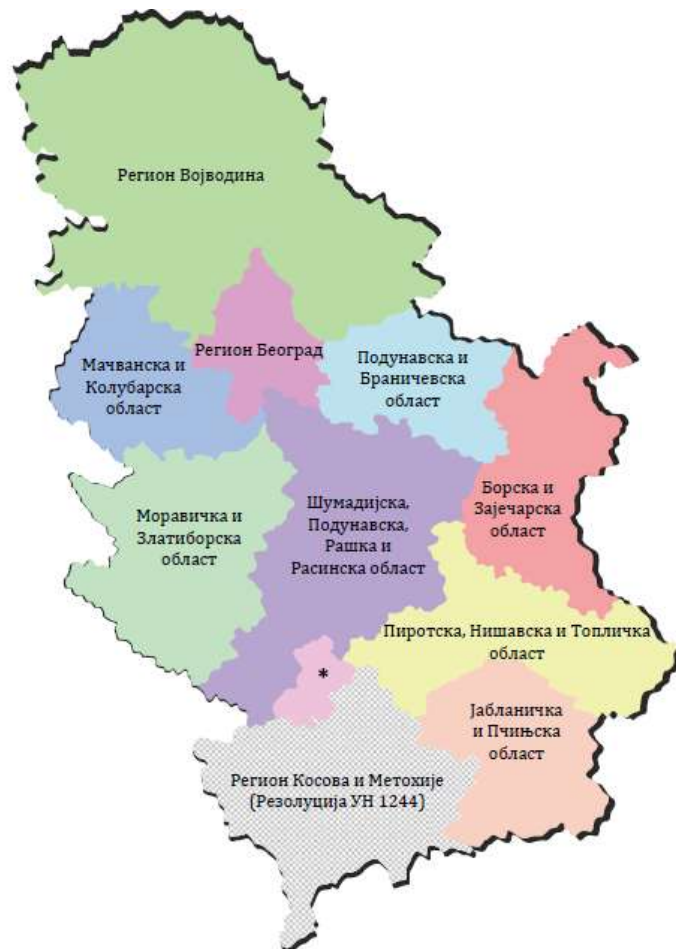 Регион Војводина
Регион Београд
Мачванска и
Колубарска
област
Подунавска и
Браничевска
област
Борска и
Зајечарска
област
Моравичка и
Златиборска
област
Шумадијска,
Подунавска,
Рашка и
Расинска област
Пиротска, Нишавска и Топличка
област
*
Јабланичка
и Пчињска
област
Регион Косова и Метохије
(Резолуција УН 1244)